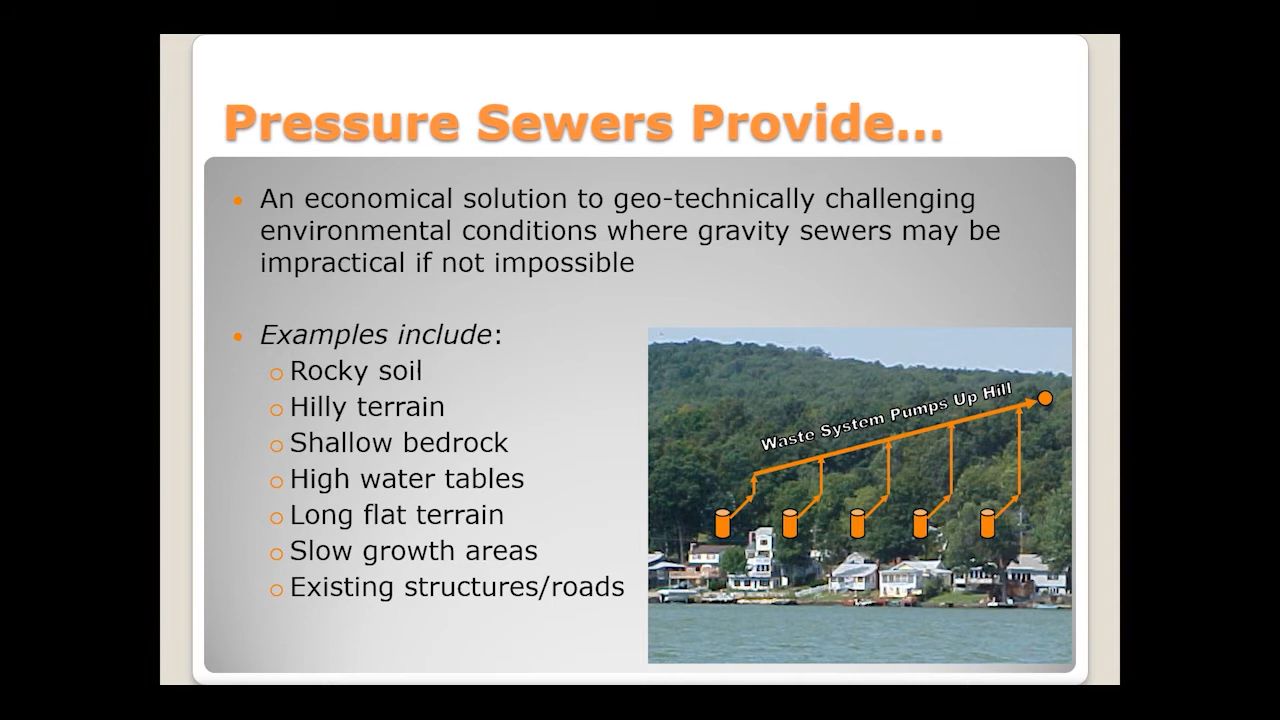 Pressure Sewers Provide...
An economical solution to geo-technically challenging
environmental conditions where gravity sewers may be
impractical if not impossible
Examples include:
Rocky soil
Hilly terrain
Shallow bedrock
High water tables
Long flat terrain
Slow growth areas
Existing structures/roads
Waste System Pumps Up Hill